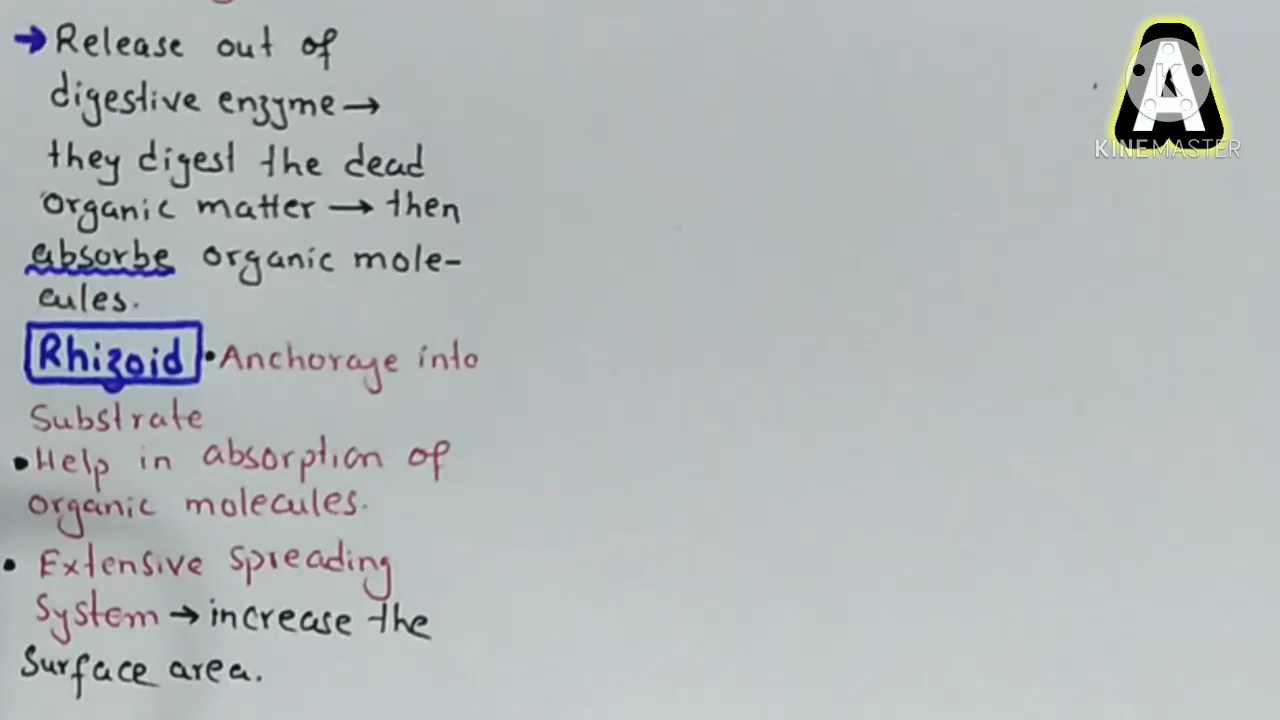 → Release out of
digestive enzyme →
they digest the dead
organic matter → then
absorbe organic mole-
cules.
Rhizoid • Anchorage into
Substrate
• Help in absorption of
organic molecules.
• Extensive spreading
system → increase the
Surface area.
A
K
KINEMASTER